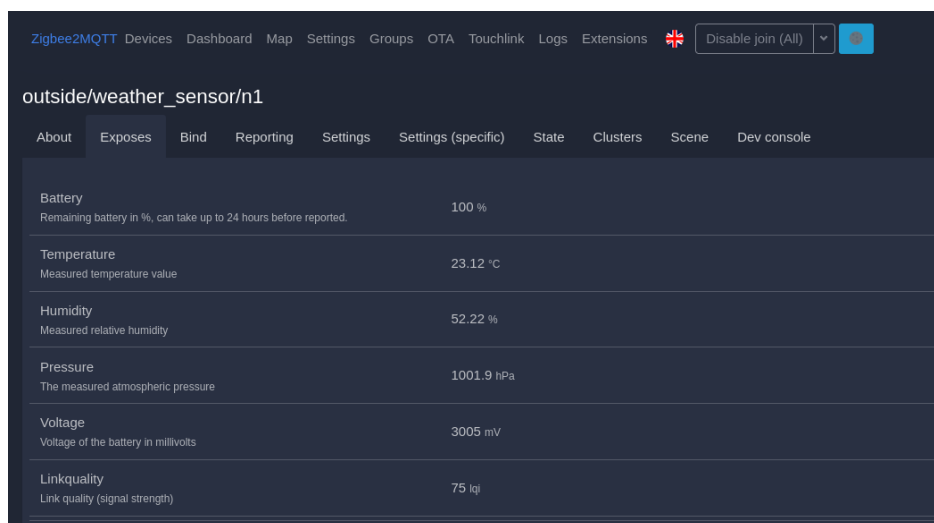 Zigbee2MQTT Devices Dashboard Map Settings Groups OTA Touchlink Logs Extensions Disable join (All)
outside/weather_sensor/n1
About Exposes Bind Reporting Settings Settings (specific) State Clusters Scene Dev console
Battery
Remaining battery in %, can take up to 24 hours before reported.
100 %
Temperature
Measured temperature value
23.12 °C
Humidity
Measured relative humidity
52.22 %
Pressure
The measured atmospheric pressure
1001.9 hPa
Voltage
Voltage of the battery in millivolts
3005 mV
Linkquality
Link quality (signal strength)
75 lqi